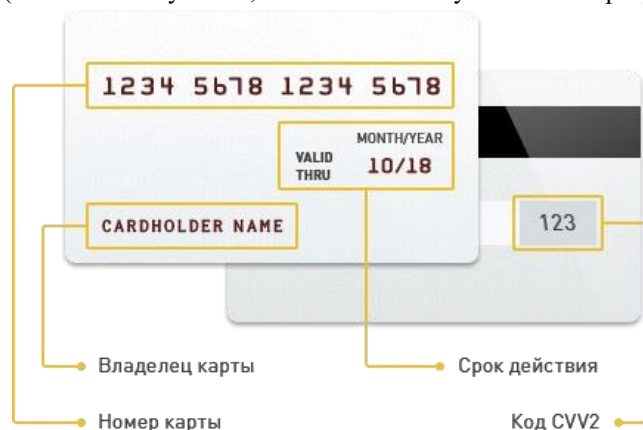 1234 5678 1234 5678
MONTH/YEAR
VALID
THRU
10/18
CARDHOLDER NAME
123
Владелец карты
Срок действия
Номер карты
Код CVV2